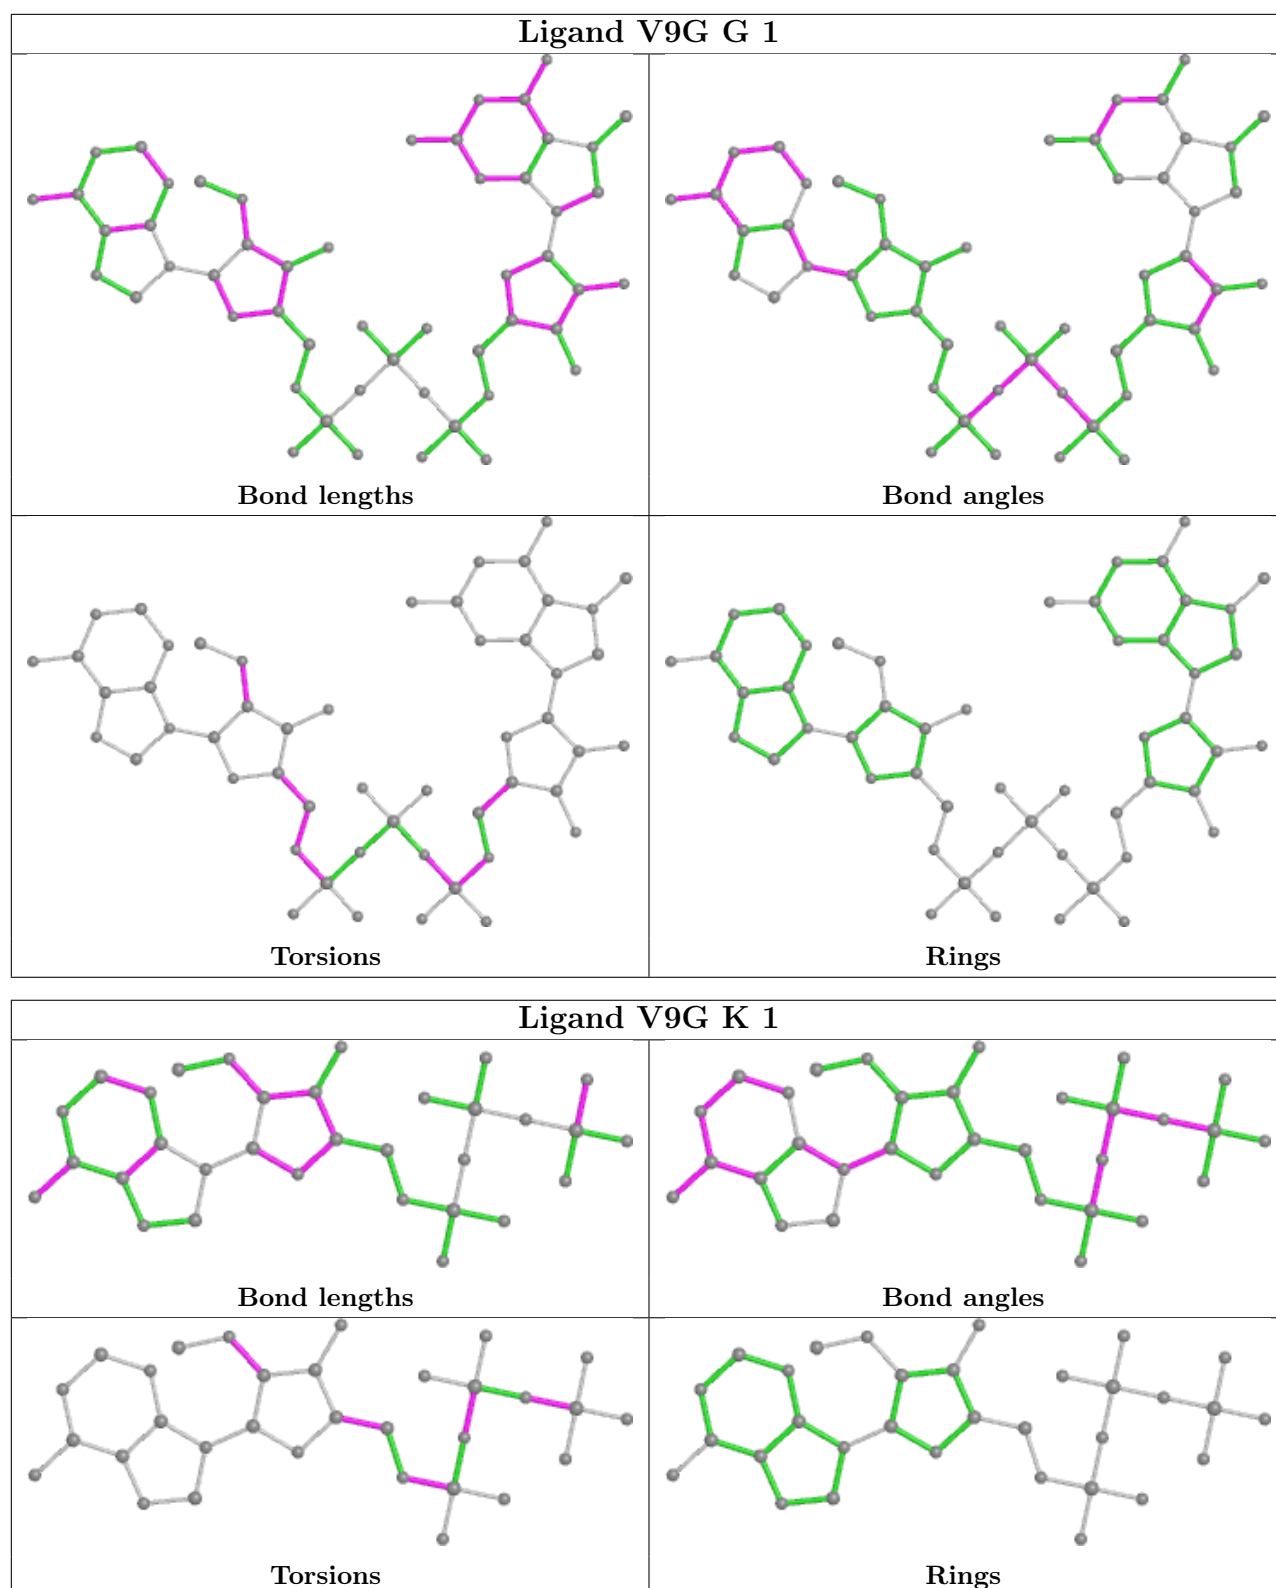 Ligand V9G G 1
Bond lengths
Bond angles
Torsions
Rings
Ligand V9G K 1
Bond lengths
Bond angles
Torsions
Rings